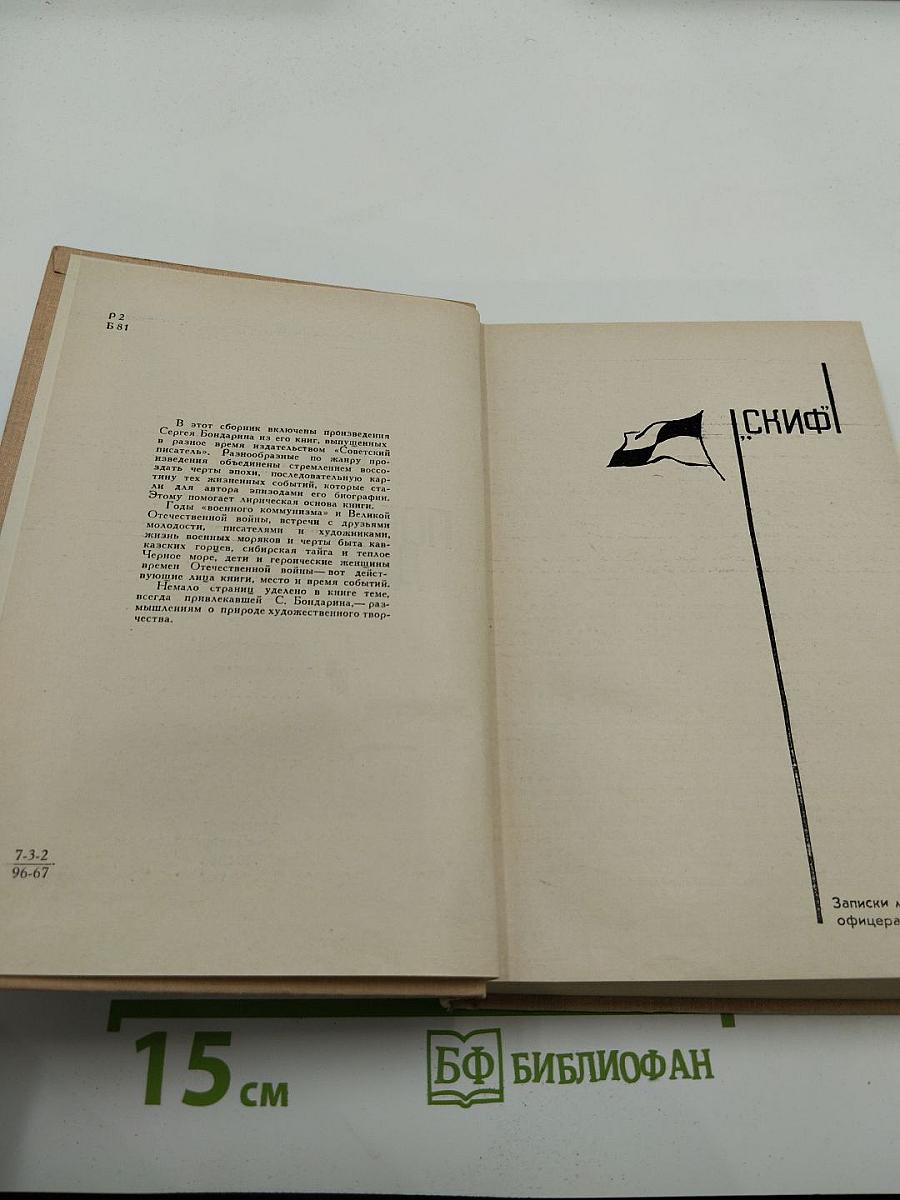 Р 2
Б 81
В этот сборник включены произведения
Сергея Бондарина из его книг, выпущенных
в разное время издательством «Советский
писатель». Разнообразные по жанру про-
изведения объединены стремлением воссо-
здать черты эпохи, последовательную кар-
тину тех жизненных событий, которые ста-
ли для автора эпизодами его биографии.
Этому помогает лирическая основа книги.
Годы «военного коммунизма» и Великой
Отечественной войны, встречи с друзьями
молодости, писателями и художниками,
жизнь военных моряков и черты быта кав-
казских горцев, сибирская тайга и теплое
Черное море, дети и героические женщины
времен Отечественной войны — вот дейст-
вующие лица книги, место и время событий.
Немало страниц уделено в книге теме,
всегда привлекавшей С. Бондарина, — раз-
мышлениям о природе художественного твор-
чества.
7-3-2
96-67
„СКИФ"
Записки
офицера
15 см
БФ БИБЛИОФАН